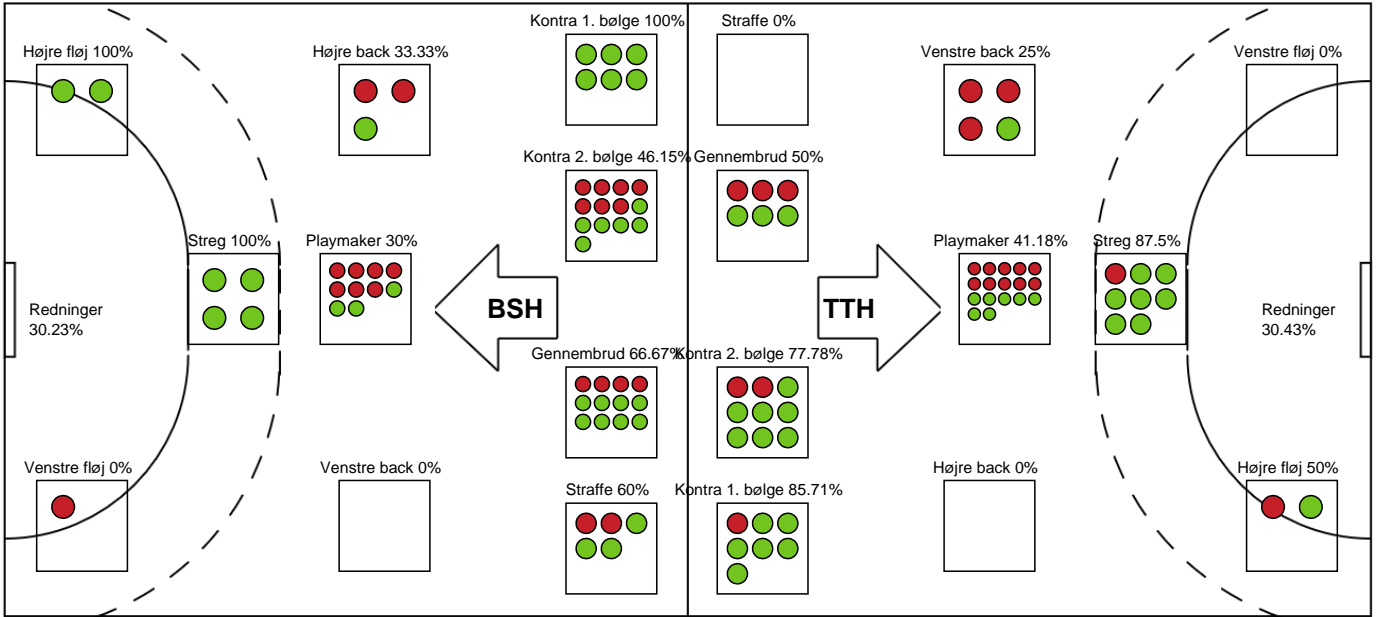 Kontra 1. bølge 100%
Straffe 0%
Højre fløj 100%
Højre back 33.33%
Venstre back 25%
Venstre fløj 0%
Kontra 2. bølge 46.15%
Gennembrud 50%
Streg 100%
Playmaker 30%
Playmaker 41.18%
Streg 87.5%
BSH
TTH
Redninger
30.23%
Redninger
30.43%
Gennembrud 66.67%
Kontra 2. bølge 77.78%
Venstre fløj 0%
Venstre back 0%
Straffe 60%
Kontra 1. bølge 85.71%
Højre back 0%
Højre fløj 50%